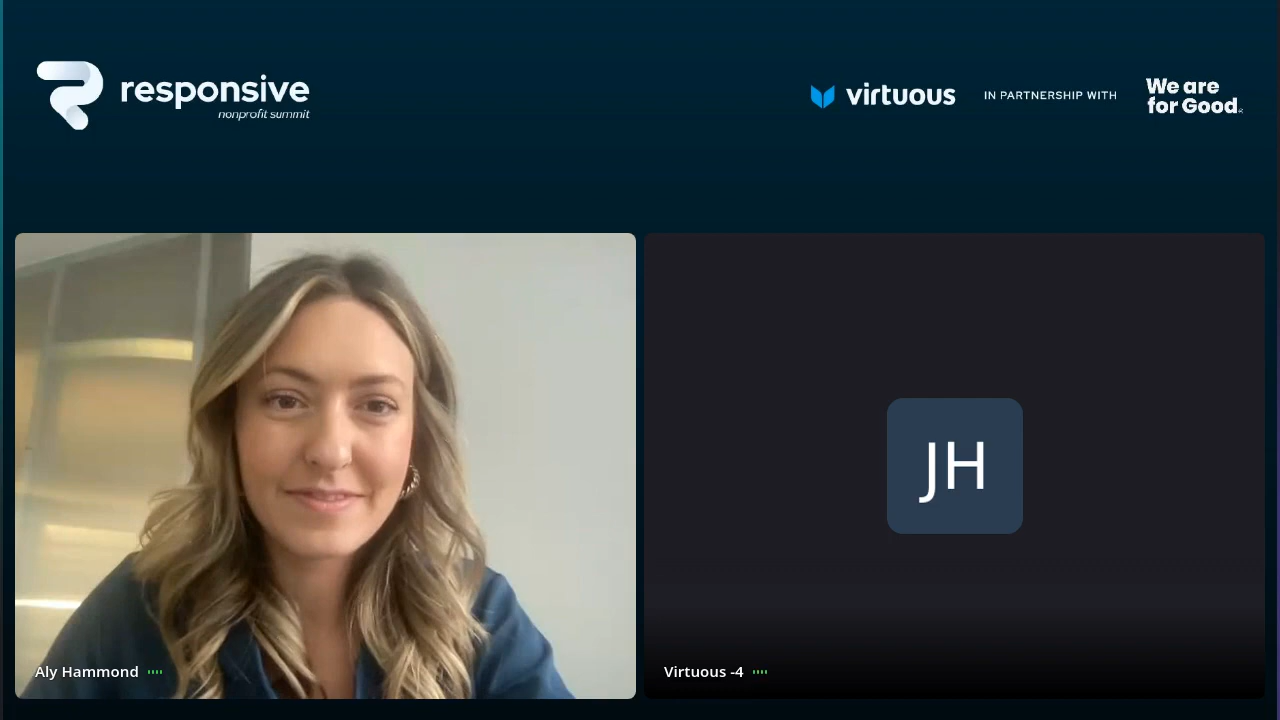 responsive
nonprofit summit
virtuous
IN PARTNERSHIP WITH
We are
for Good
JH
Aly Hammond
Virtuous -4